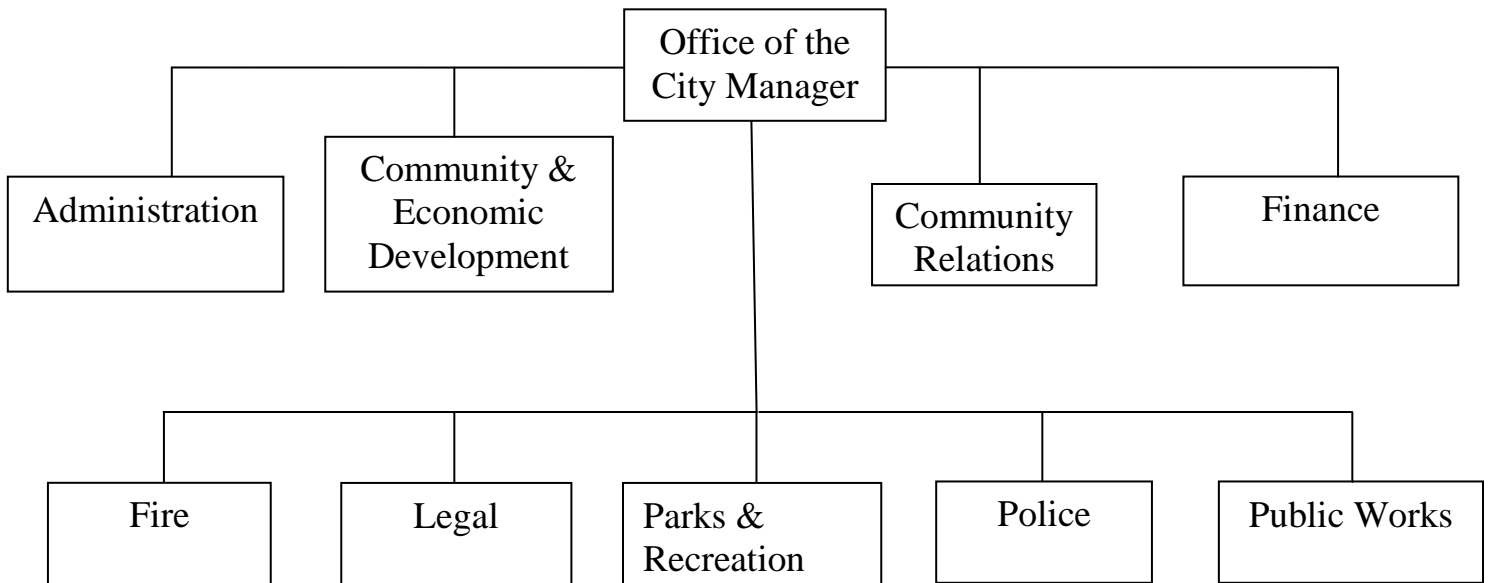 Office of the
City Manager
Administration
Community &
Economic
Development
Community
Relations
Finance
Fire
Legal
Parks &
Recreation
Police
Public Works